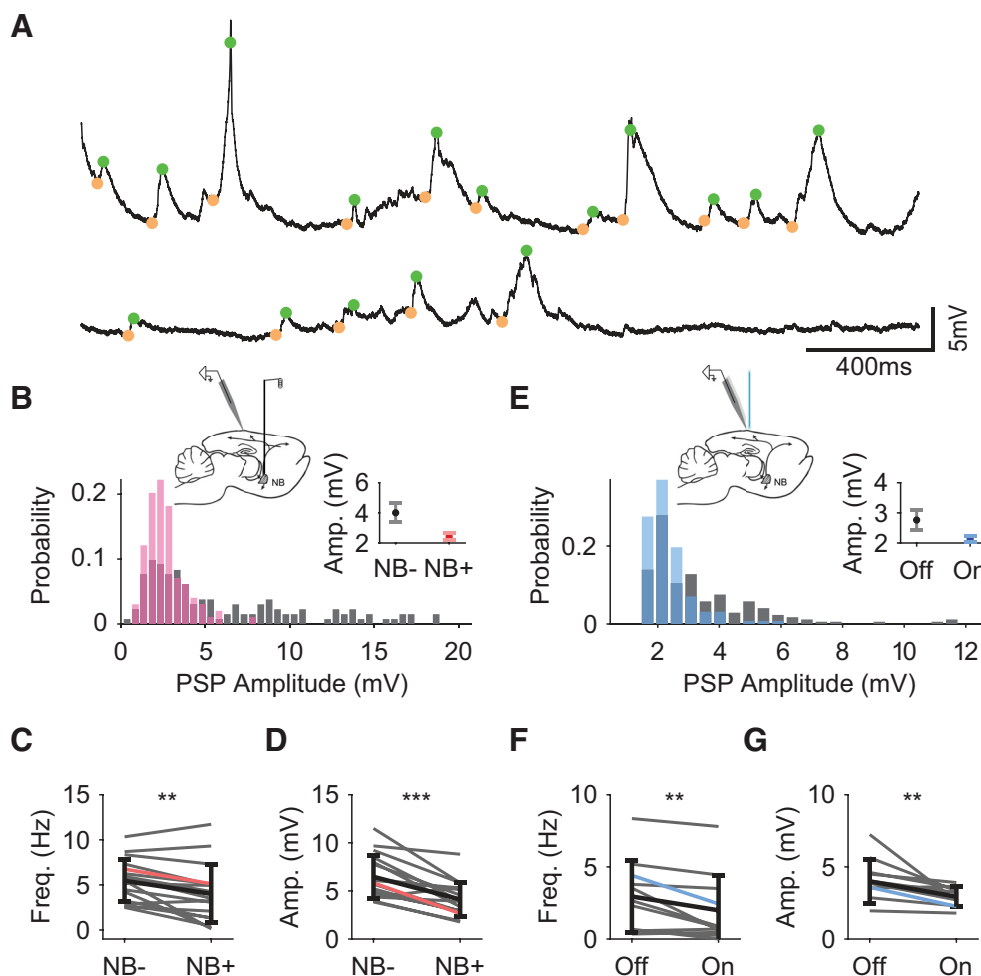 A
5mV
400ms
B
NB
0.2
0.1
0
Probability
0 5 10 15 20
PSP Amplitude (mV)
6
4
2
Amp. (mV)
NB- NB+
E
NB
0.2
0
Probability
2 4 6 8 10 12
PSP Amplitude (mV)
4
3
2
Amp. (mV)
Off On
C
**
15
10
5
0
Freq. (Hz)
NB- NB+
D
***
15
10
5
0
Amp. (mV)
NB- NB+
F
**
10
5
0
Freq. (Hz)
Off On
G
**
10
5
0
Amp. (mV)
Off On